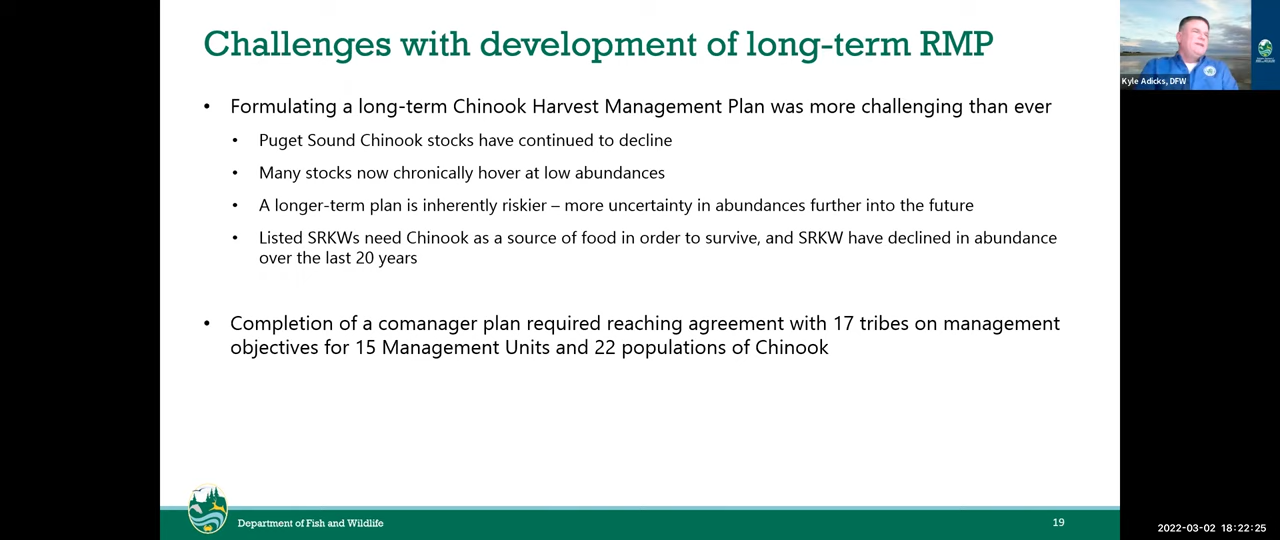 Challenges with development of long-term RMP
• Formulating a long-term Chinook Harvest Management Plan was more challenging than ever
• Puget Sound Chinook stocks have continued to decline
• Many stocks now chronically hover at low abundances
• A longer-term plan is inherently riskier – more uncertainty in abundances further into the future
• Listed SRKWs need Chinook as a source of food in order to survive, and SRKW have declined in abundance
over the last 20 years
• Completion of a comanager plan required reaching agreement with 17 tribes on management
objectives for 15 Management Units and 22 populations of Chinook
Department of Fish and Wildlife
19
Kyle Adicks, DFW
2022-03-02 18:22:25